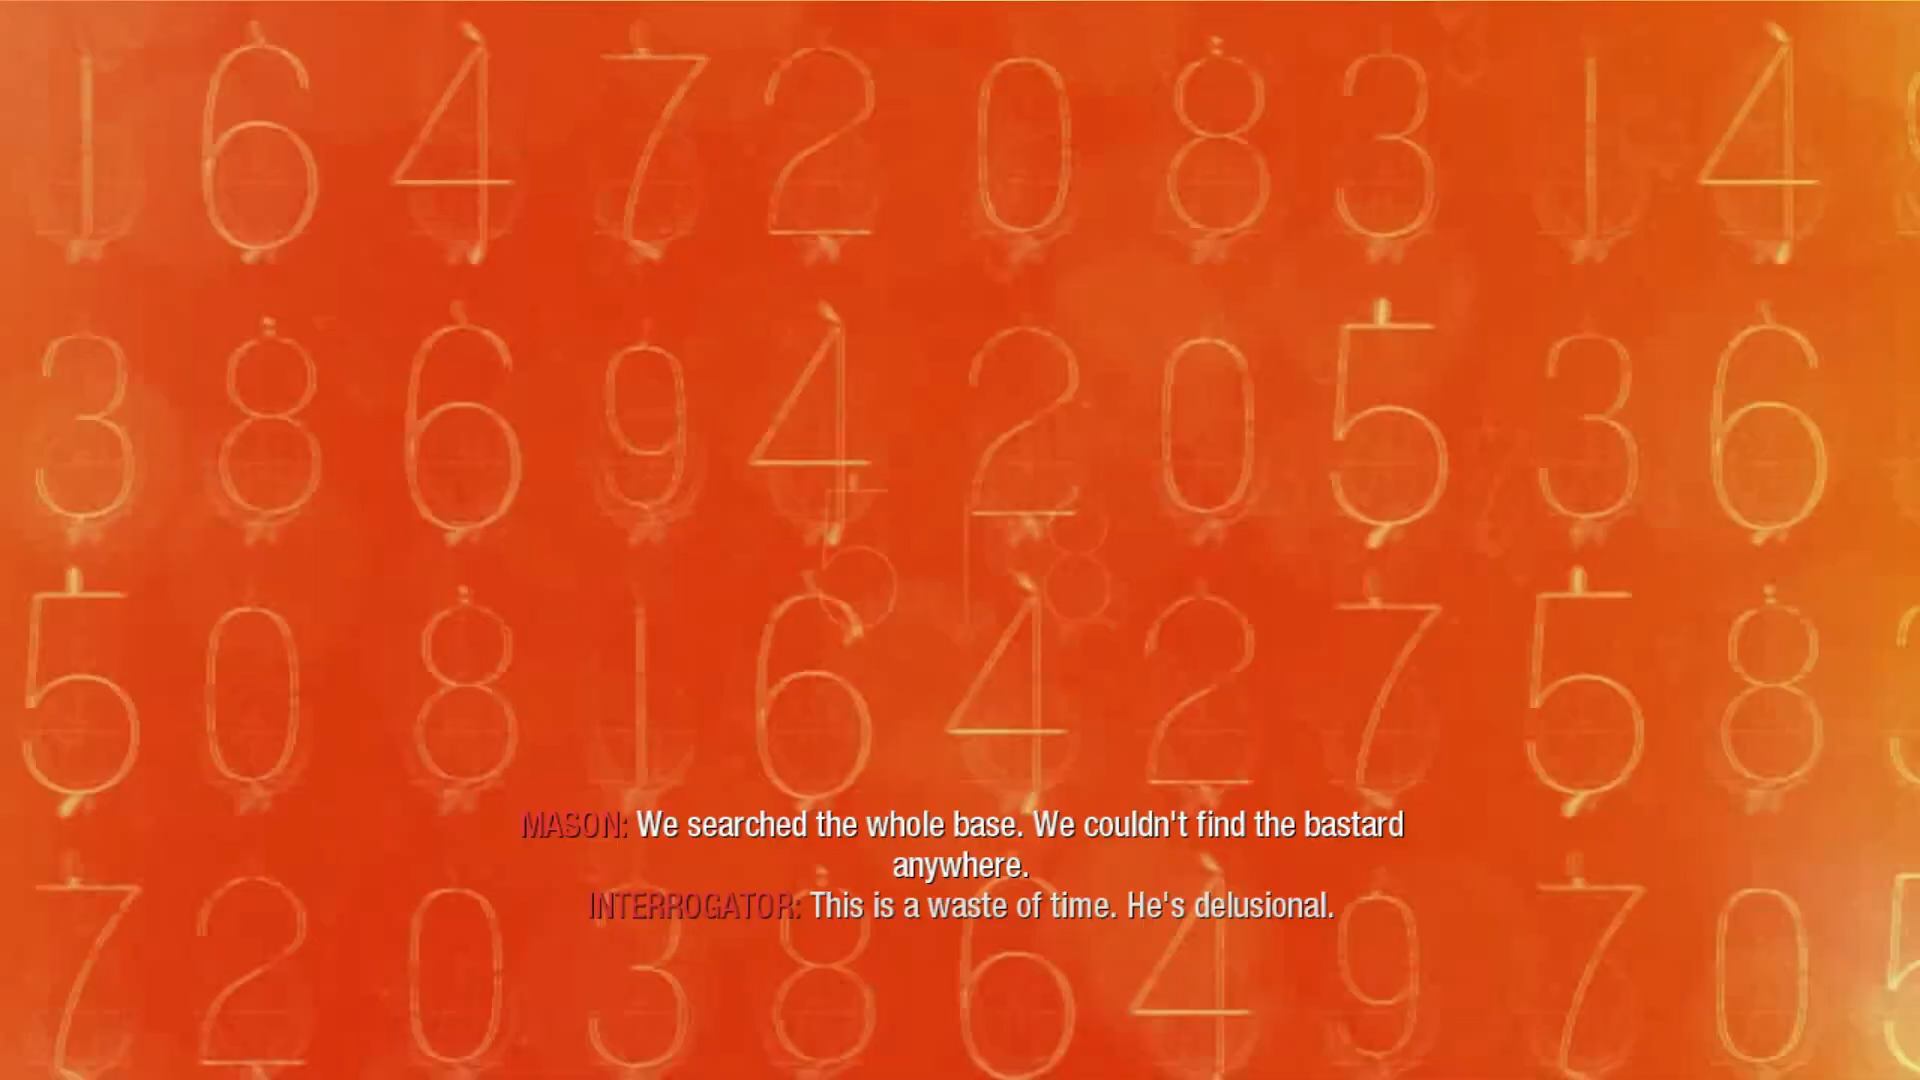 1 6 4 7 2 0 8 3 1 4
3 8 6 9 4 2 0 5 3 6
5 8
5 0 8 1 6 4 2 7 5 8
MASON: We searched the whole base. We couldn't find the bastard
anywhere.
INTERROGATOR: This is a waste of time. He's delusional.
7 2 0 3 8 6 4 9 7 0 5